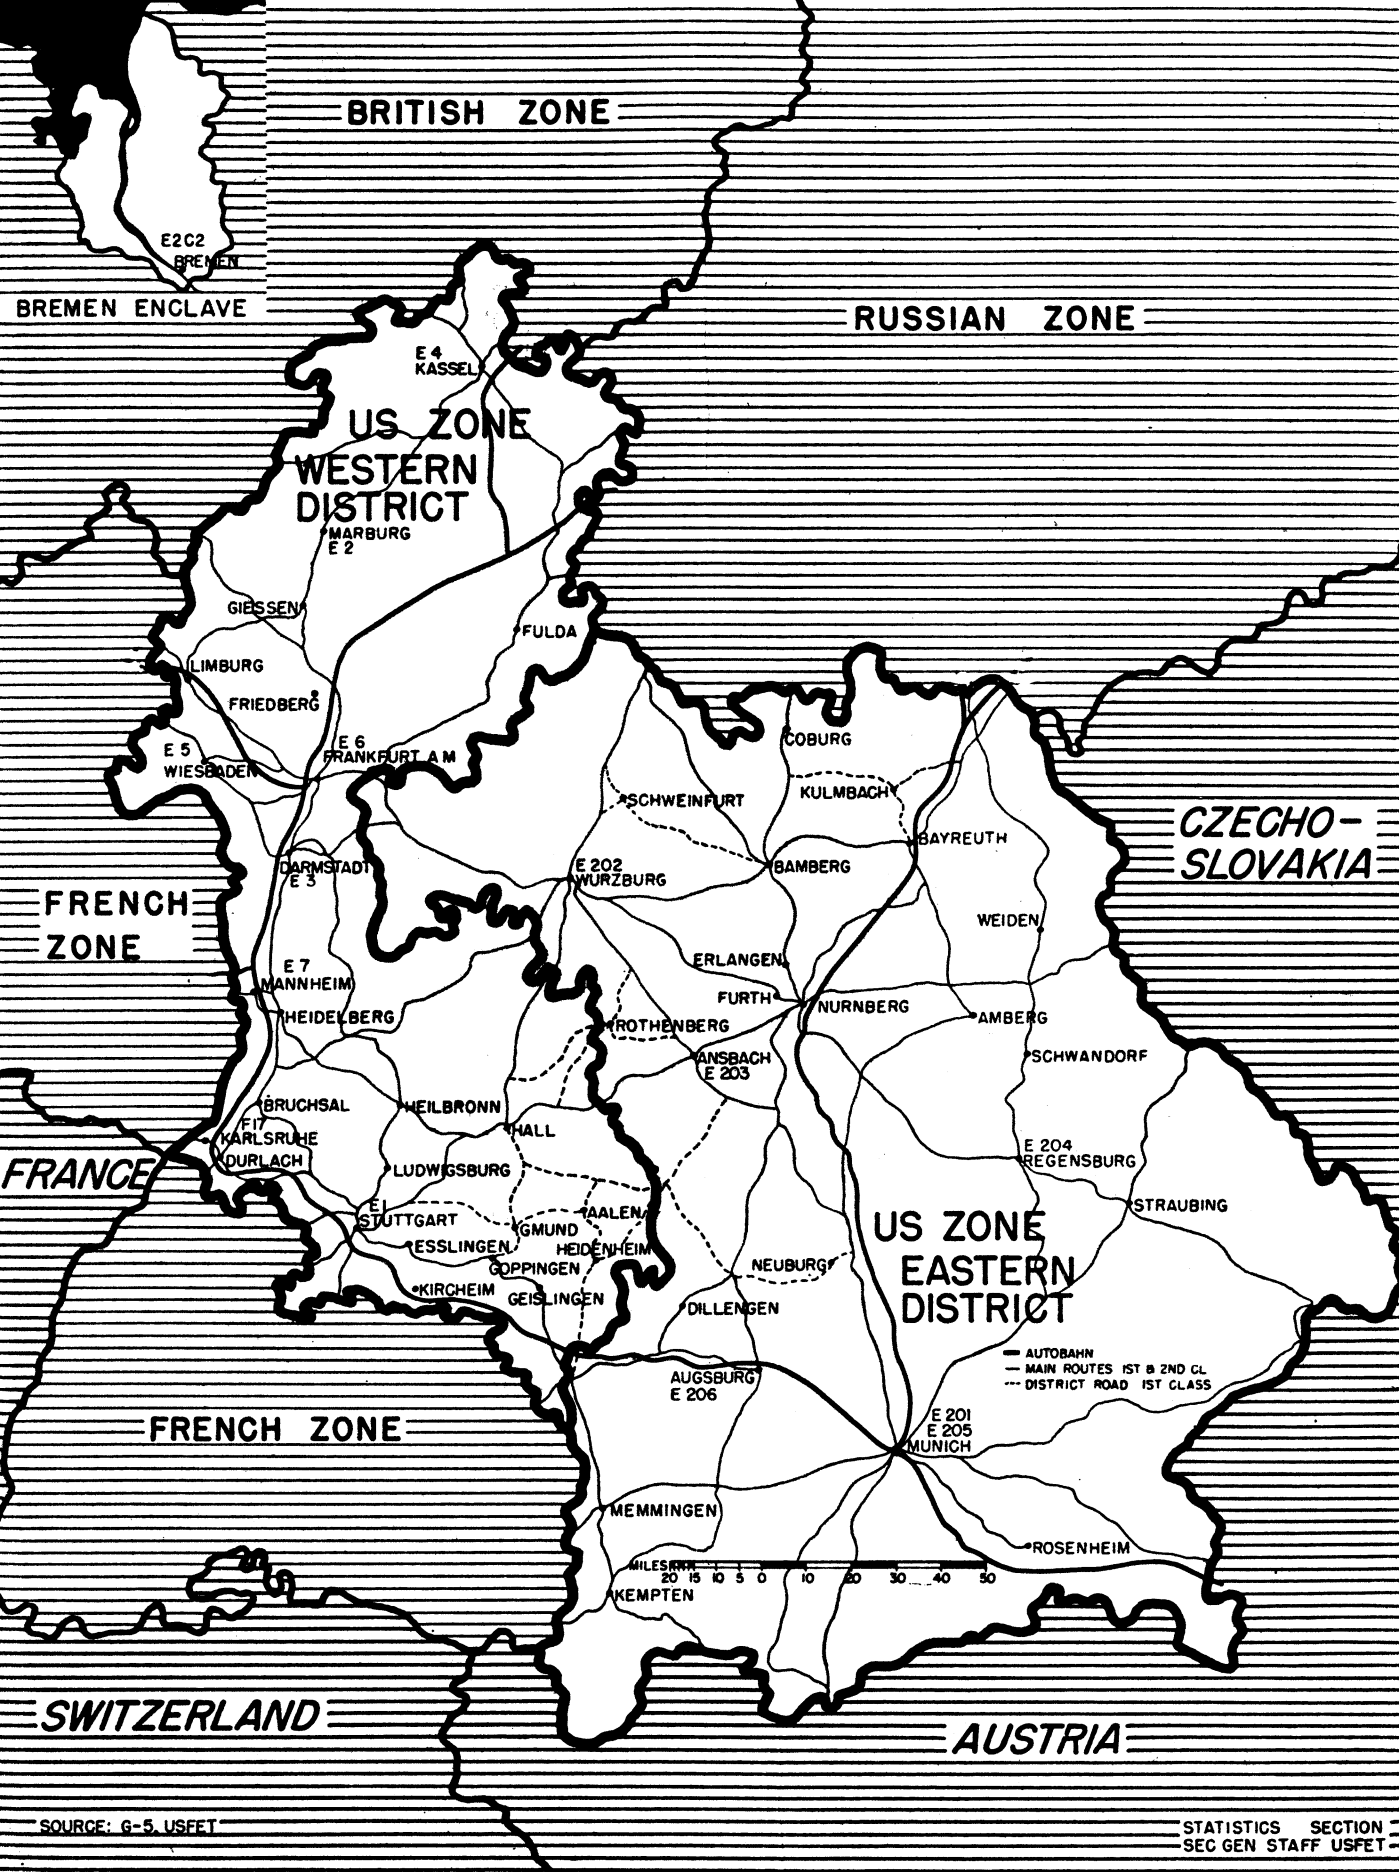 BRITISH ZONE
E2C2
BREMEN
BREMEN ENCLAVE
RUSSIAN ZONE
E 4
KASSEL
US ZONE
WESTERN
DISTRICT
MARBURG
E 2
GIESSEN
FULDA
LIMBURG
FRIEDBERG
E 5
WIESBADEN
E 6
FRANKFURT A M
COBURG
KULMBACH
SCHWEINFURT
BAYREUTH
CZECHO-
SLOVAKIA
DARMSTADT
E 3
E 202
WURZBURG
BAMBERG
FRENCH
ZONE
WEIDEN
E 7
MANNHEIM
ERLANGEN
FURTH
NURNBERG
HEIDELBERG
ROTHENBERG
AMBERG
ANSBACH
E 203
SCHWANDORF
BRUCHSAL
HEILBRONN
F17
KARLSRUHE
HALL
DURLACH
FRANCE
LUDWIGSBURG
E 204
REGENSBURG
STRAUBING
E1
STUTTGART
AALEN
GMUND
ESSLINGEN
HEIDENHEIM
GOPPINGEN
NEUBURG
US ZONE
EASTERN
DISTRICT
KIRCHEIM
GEISLINGEN
DILLENGEN
AUTOBAHN
MAIN ROUTES 1ST & 2ND CL
DISTRICT ROAD 1ST CLASS
AUGSBURG
E 206
E 201
E 205
MUNICH
FRENCH ZONE
MEMMINGEN
ROSENHEIM
MILES
20 15 10 5 0 10 20 30 40 50
KEMPTEN
SWITZERLAND
AUSTRIA
SOURCE: G-5, USFET
STATISTICS SECTION
SEC GEN STAFF USFET